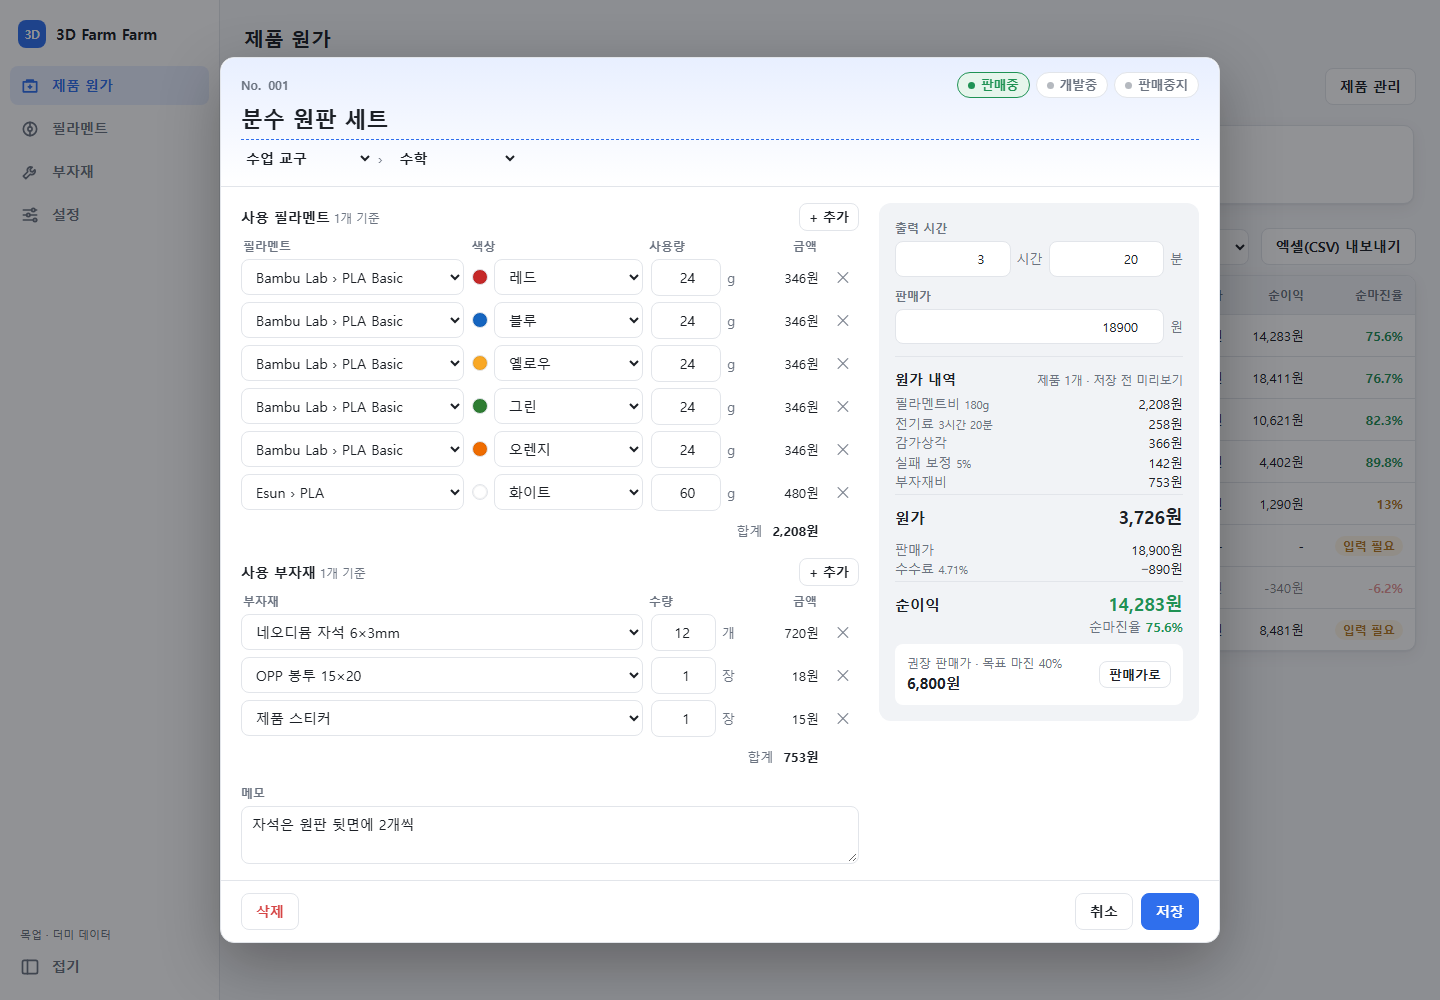 3D 3D Farm Farm
제품 원가
필라멘트
부자재
설정
목업 · 더미 데이터
접기
제품 원가
제품 관리
엑셀(CSV) 내보내기
순이익 순마진율
14,283원 75.6%
18,411원 76.7%
10,621원 82.3%
4,402원 89.8%
1,290원 13%
- 입력 필요
-340원 -6.2%
8,481원 입력 필요
No. 001
판매중 개발중 판매중지
분수 원판 세트
수업 교구 › 수학
사용 필라멘트 1개 기준 + 추가
필라멘트 색상 사용량 금액
Bambu Lab › PLA Basic 레드 24 g 346원
Bambu Lab › PLA Basic 블루 24 g 346원
Bambu Lab › PLA Basic 옐로우 24 g 346원
Bambu Lab › PLA Basic 그린 24 g 346원
Bambu Lab › PLA Basic 오렌지 24 g 346원
Esun › PLA 화이트 60 g 480원
합계 2,208원
사용 부자재 1개 기준 + 추가
부자재 수량 금액
네오디뮴 자석 6×3mm 12 개 720원
OPP 봉투 15×20 1 장 18원
제품 스티커 1 장 15원
합계 753원
메모
자석은 원판 뒷면에 2개씩
출력 시간
3 시간 20 분
판매가
18900 원
원가 내역 제품 1개 · 저장 전 미리보기
필라멘트비 180g 2,208원
전기료 3시간 20분 258원
감가상각 366원
실패 보정 5% 142원
부자재비 753원
원가 3,726원
판매가 18,900원
수수료 4.71% −890원
순이익 14,283원
순마진율 75.6%
권장 판매가 · 목표 마진 40%
6,800원
판매가로
삭제 취소 저장